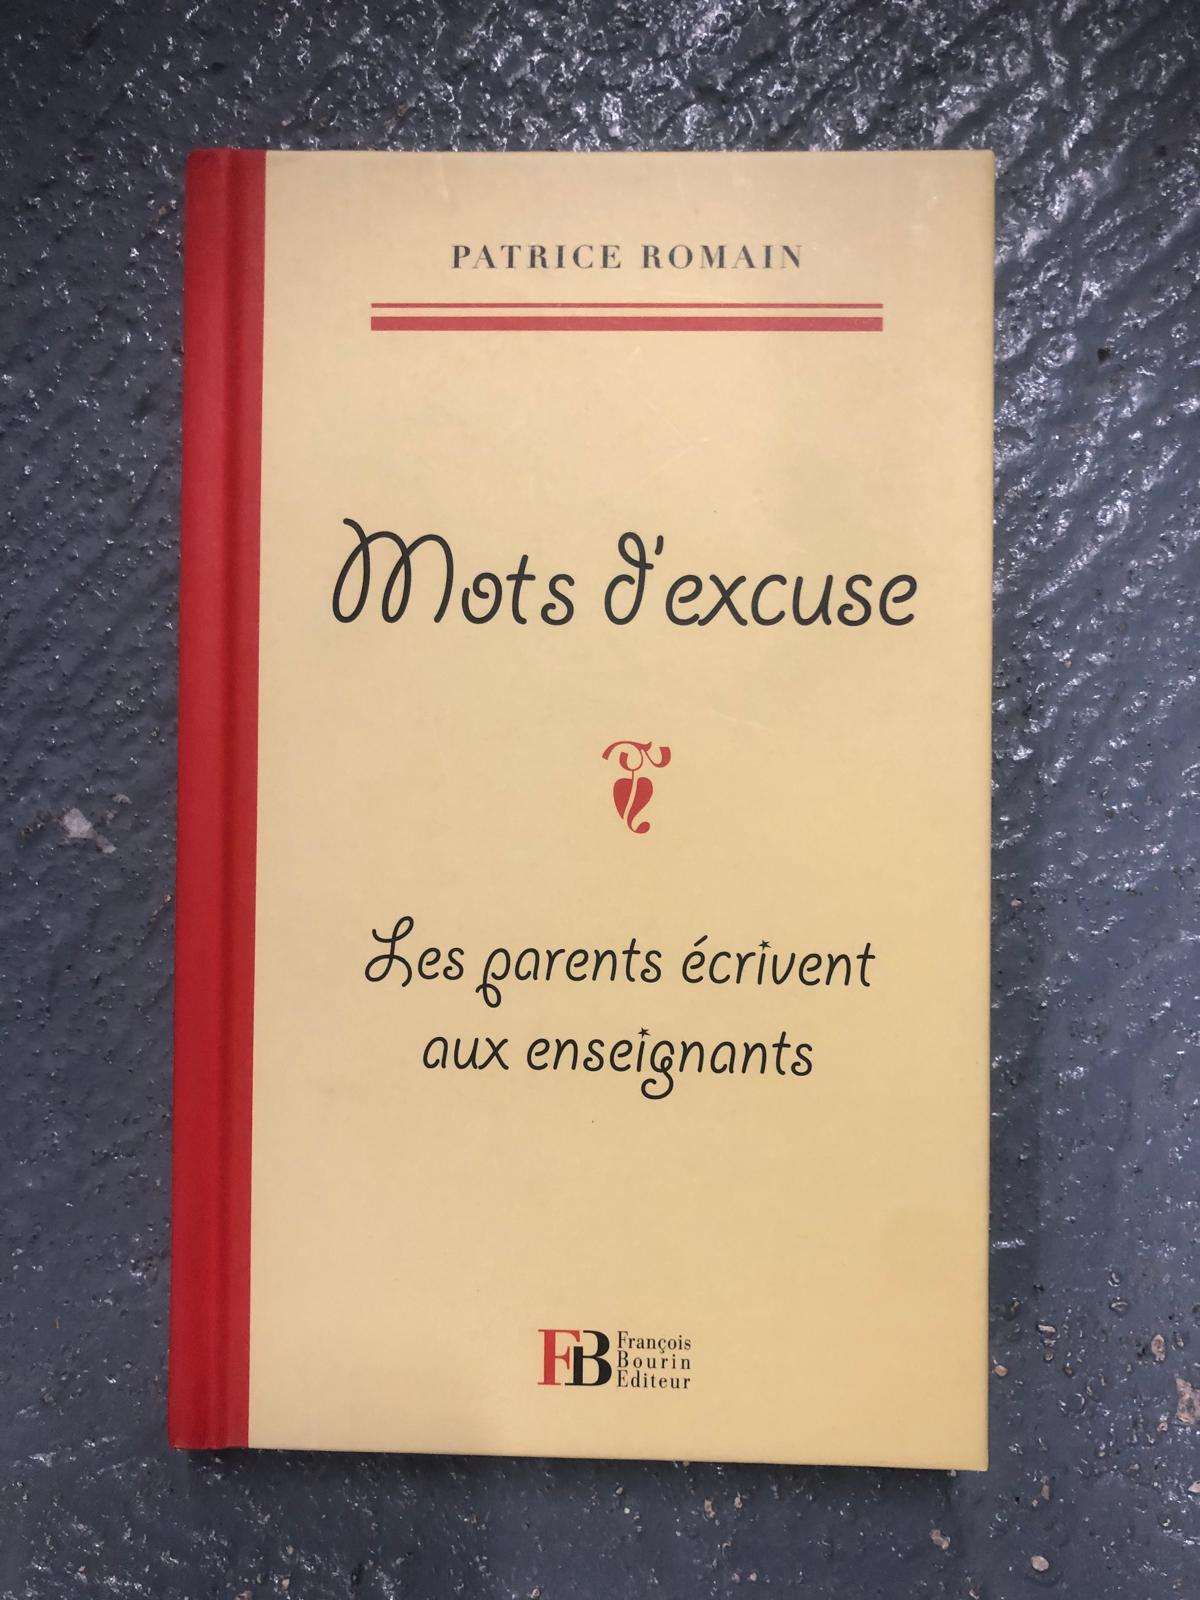 PATRICE ROMAIN
Mots d'excuse
Les parents écrivent
aux enseignants
FB
François
Bourin
Editeur